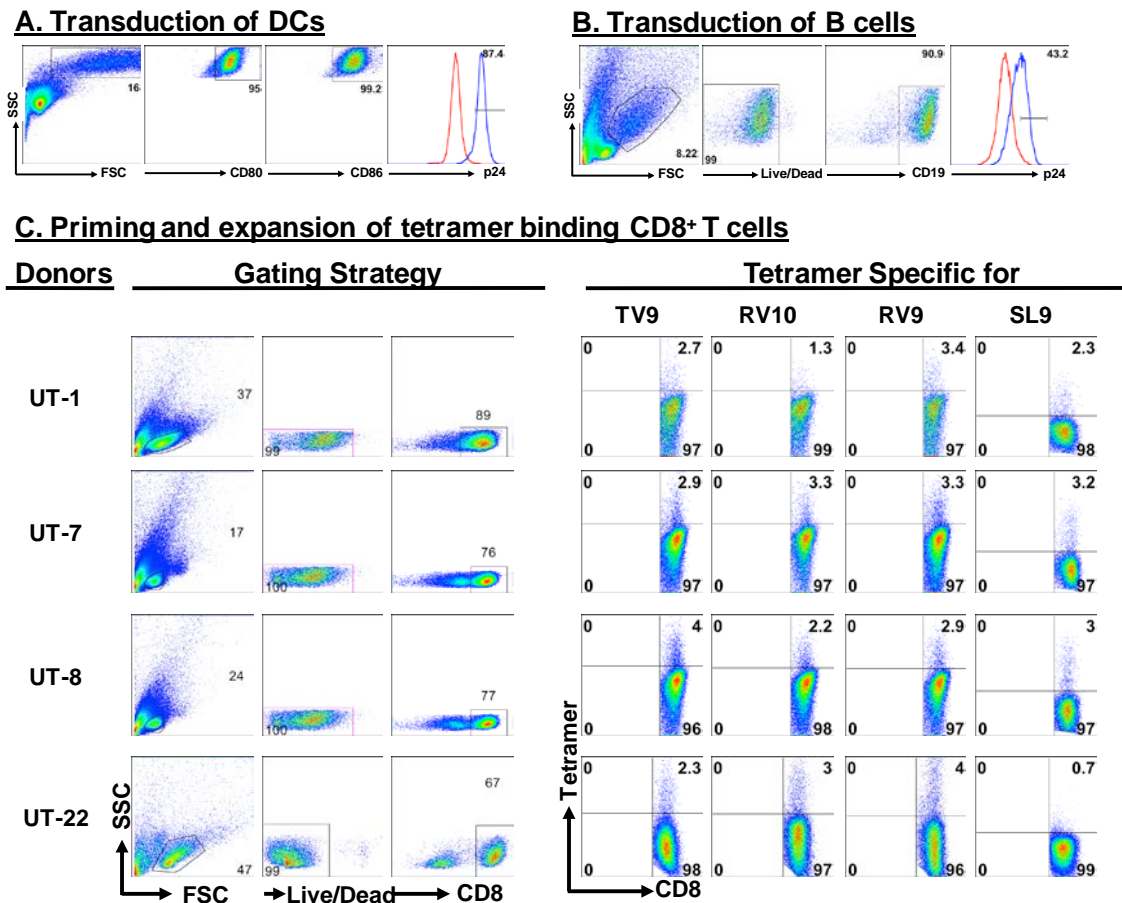 A. Transduction of DCs
B. Transduction of B cells
SSC
16
95
99.2
87.4
FSC
CD80
CD86
p24
SSC
8.22
99
90.9
43.2
FSC
Live/Dead
CD19
p24
C. Priming and expansion of tetramer binding CD8+ T cells
Donors
Gating Strategy
Tetramer Specific for
TV9 RV10 RV9 SL9
UT-1
37
99
89
0 2.7 0 97
0 1.3 0 99
0 3.4 0 97
0 2.3 0 98
UT-7
17
100
76
0 2.9 0 97
0 3.3 0 97
0 3.3 0 97
0 3.2 0 97
UT-8
24
100
77
0 4 0 96
0 2.2 0 98
0 2.9 0 97
0 3 0 97
UT-22
47
99
67
0 2.3 0 98
0 3 0 97
0 4 0 96
0 0.7 0 99
SSC
FSC
Live/Dead
CD8
Tetramer
CD8